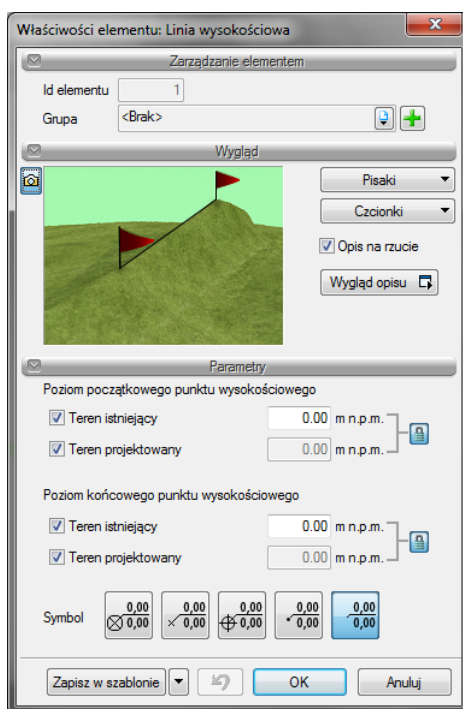 Właściwości elementu: Linia wysokościowa
Zarządzanie elementem
Id elementu 1
Grupa <Brak>
Wygląd
Pisaki
Czcionki
Opis na rzucie
Wygląd opisu
Parametry
Poziom początkowego punktu wysokościowego
Teren istniejący 0.00 m n.p.m.
Teren projektowany 0.00 m n.p.m.
Poziom końcowego punktu wysokościowego
Teren istniejący 0.00 m n.p.m.
Teren projektowany 0.00 m n.p.m.
0,00 0,00 0,00 0,00 0,00
Symbol 0,00 0,00 0,00 0,00 0,00
Zapisz w szablonie OK Anuluj